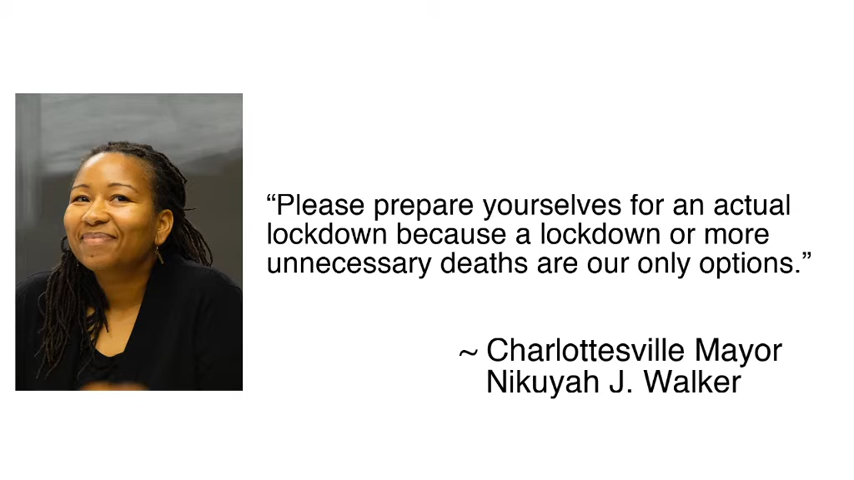 “Please prepare yourselves for an actual
lockdown because a lockdown or more
unnecessary deaths are our only options.”
~ Charlottesville Mayor
Nikuyah J. Walker